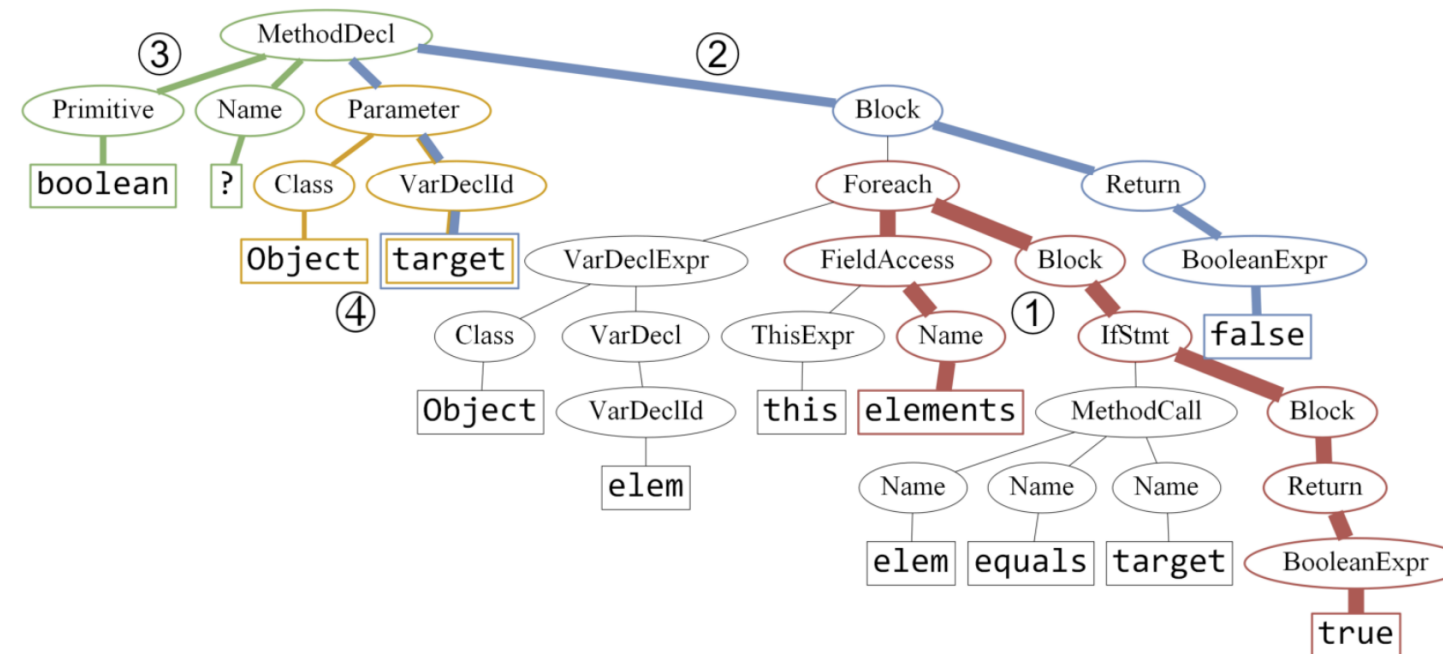 MethodDecl
③
②
Primitive Name Parameter Block
boolean ? Class VarDeclId Foreach Return
Object target VarDeclExpr FieldAccess Block BooleanExpr
④ ①
Class VarDecl ThisExpr Name IfStmt false
Object VarDeclId this elements MethodCall Block
elem Name Name Name Return
elem equals target BooleanExpr
true